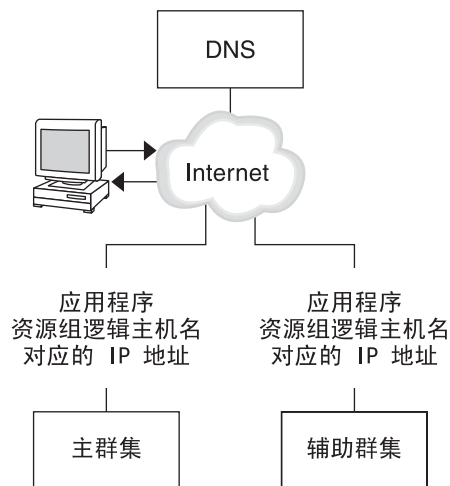 DNS
Internet
应用程序
资源组逻辑主机名
对应的 IP 地址
应用程序
资源组逻辑主机名
对应的 IP 地址
主群集
辅助群集